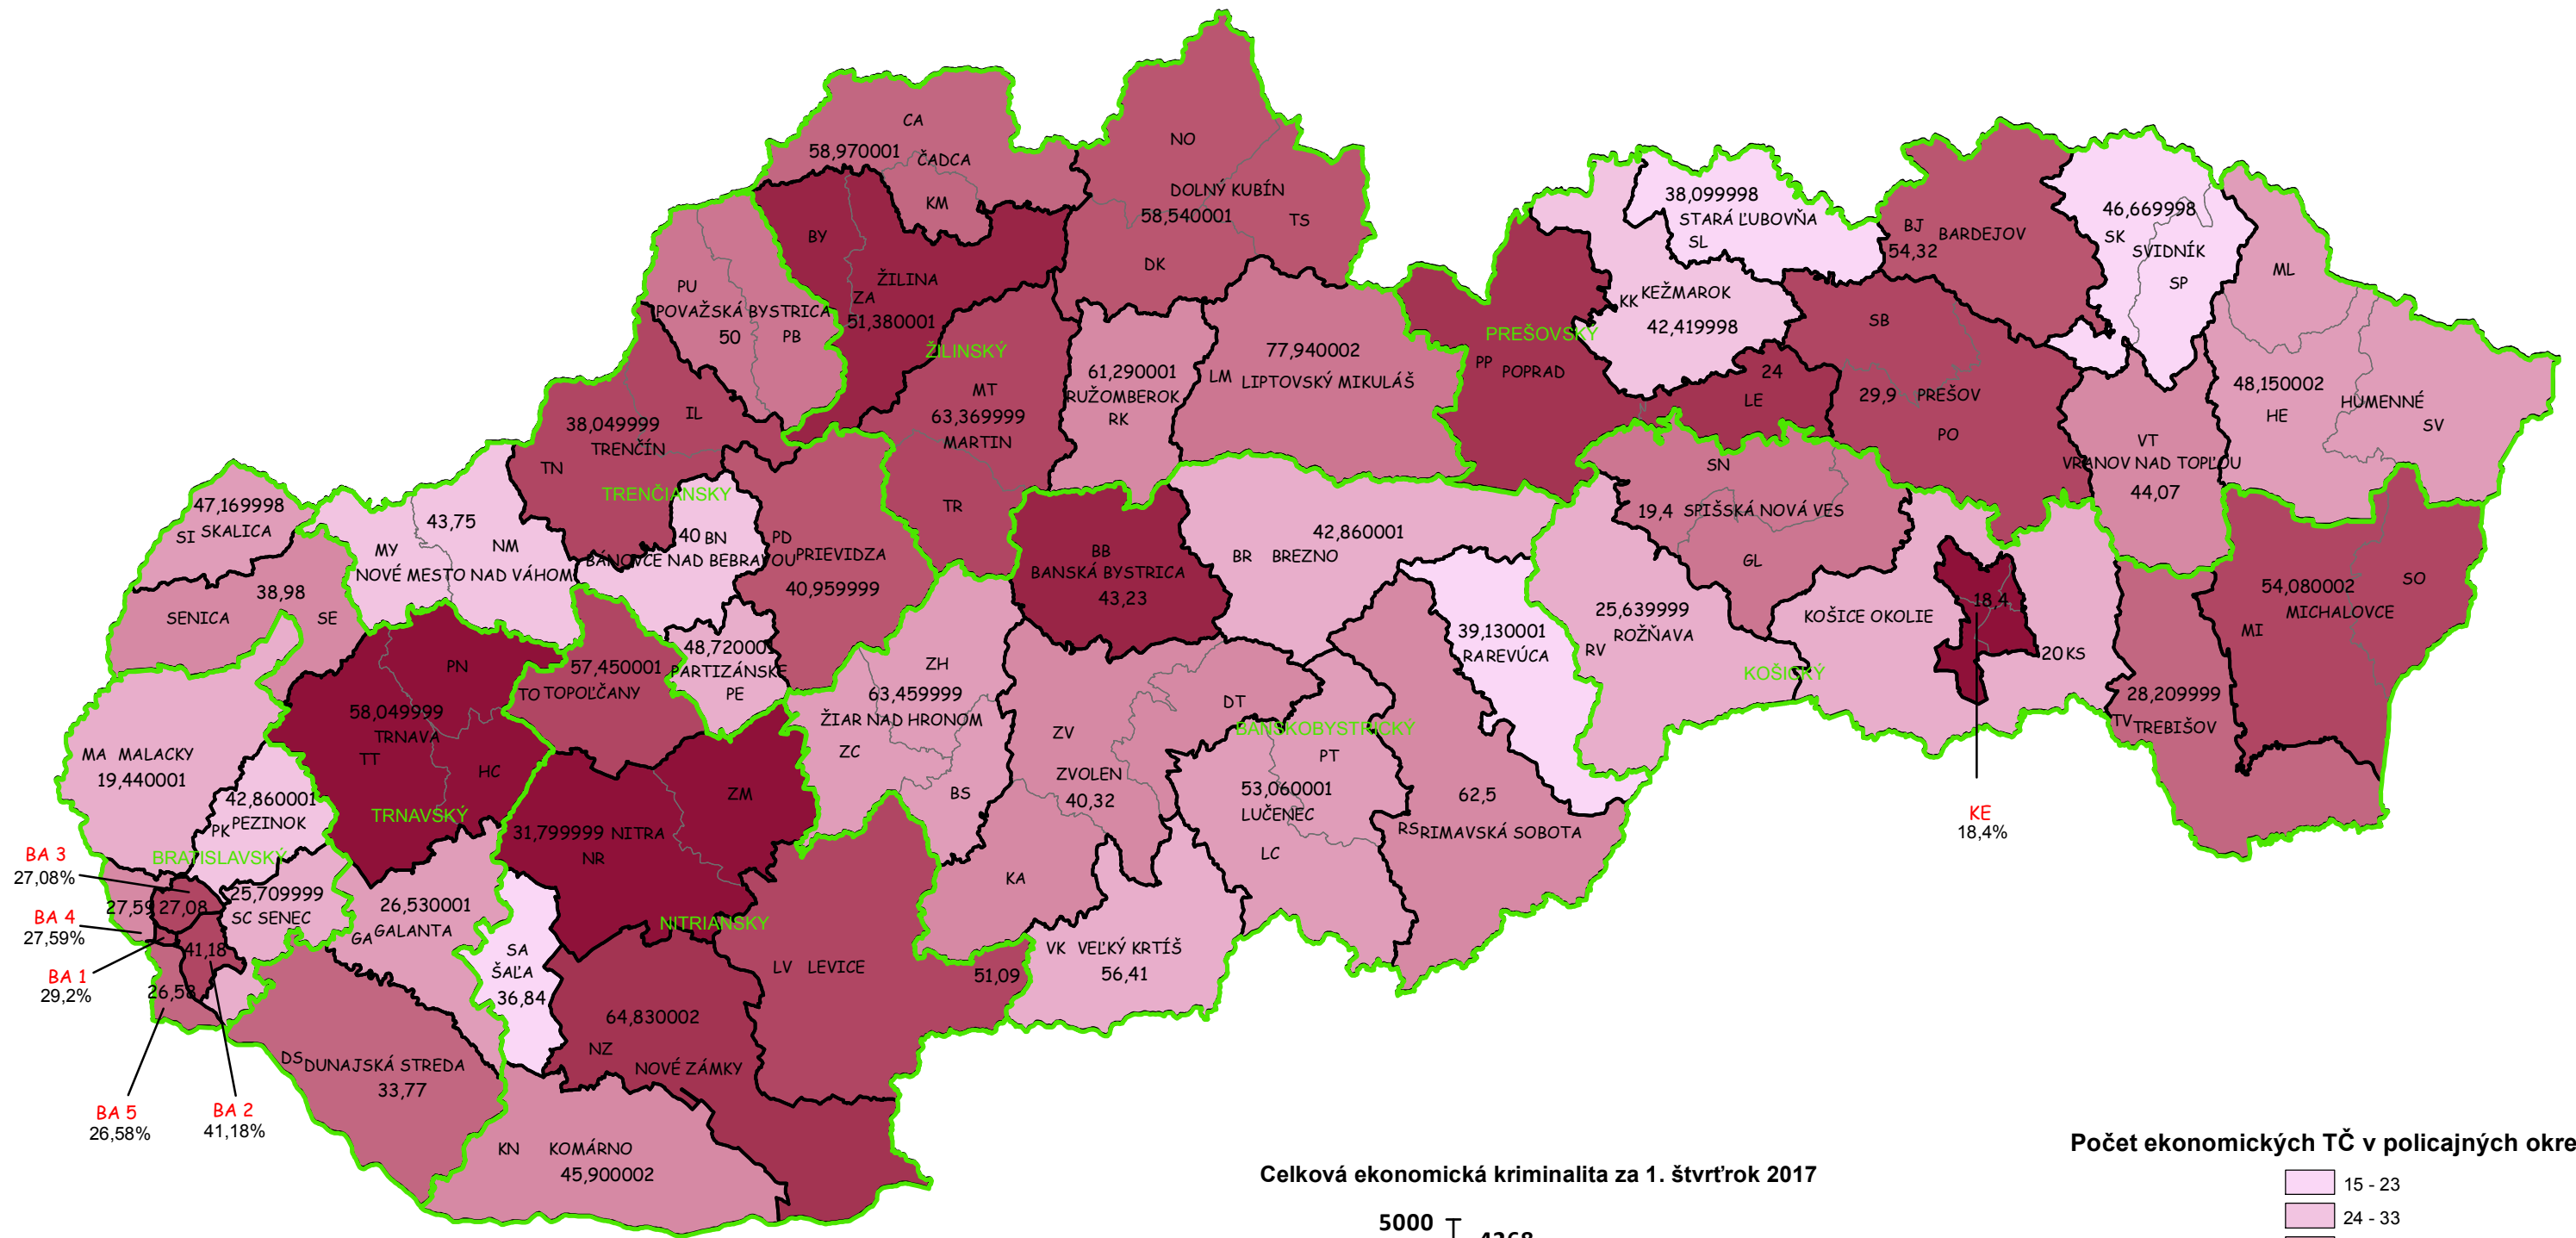 CA
58,970001
ČADCA
KM
NO
DOLNÝ KUBÍN
58,540001
TS
DK
BY
ŽILINA
ZA
51,380001
ŽILINSKÝ
PU
POVAŽSKÁ BYSTRICA
50
PB
38,099998
STARÁ ĽUBOVŇA
SL
BJ
BARDEJOV
54,32
46,669998
SK
SVIDNÍK
SP
ML
KK
KEŽMAROK
42,419998
PREŠOVSKÝ
PP
POPRAD
SB
24
LE
29,9
PREŠOV
PO
48,150002
HUMENNÉ
HE
SV
VT
VRANOV NAD TOPĽOU
44,07
MT
63,369999
MARTIN
TR
61,290001
RUŽOMBEROK
RK
77,940002
LM LIPTOVSKÝ MIKULÁŠ
IL
38,049999
TRENČÍN
TN
TRENČIANSKY
47,169998
SI SKALICA
43,75
MY
NM
NOVÉ MESTO NAD VÁHOM
40 BN
BÁNOVCE NAD BEBRAVOU
PD
PRIEVIDZA
40,959999
38,98
SENICA
SE
BB
BANSKÁ BYSTRICA
43,23
42,860001
BR BREZNO
SN
19,4 SPIŠSKÁ NOVÁ VES
GL
39,130001
RAREVÚCA
25,639999
ROŽŇAVA
RV
KOŠICE OKOLIE
18,4
20 KS
KOŠICKÝ
54,080002
SO
MICHALOVCE
MI
28,209999
TV
TREBIŠOV
KE
18,4%
PN
58,049999
TRNAVA
TT
HC
TRNAVSKÝ
57,450001
TO TOPOĽČANY
48,720001
PARTIZÁNSKE
PE
ZH
63,459999
ŽIAR NAD HRONOM
ZC
BS
DT
ZV
ZVOLEN
40,32
KA
BANSKOBYSTRICKÝ
PT
53,060001
LUČENEC
LC
62,5
RS RIMAVSKÁ SOBOTA
MA MALACKY
19,440001
42,860001
PK PEZINOK
BRATISLAVSKÝ
BA 3
27,08%
BA 4
27,59%
BA 1
29,2%
27,59
27,08
41,18
26,58
25,709999
SC SENEC
26,530001
GA GALANTA
ZM
31,799999 NITRA
NR
NITRIANSKY
SA
ŠAĽA
36,84
LV LEVICE
51,09
VK VEĽKÝ KRTÍŠ
56,41
64,830002
NZ
NOVÉ ZÁMKY
DS DUNAJSKÁ STREDA
33,77
BA 5
26,58%
BA 2
41,18%
KN KOMÁRNO
45,900002
Celková ekonomická kriminalita za 1. štvrťrok 2017
5000
Počet ekonomických TČ v policajných okre
15 - 23
24 - 33